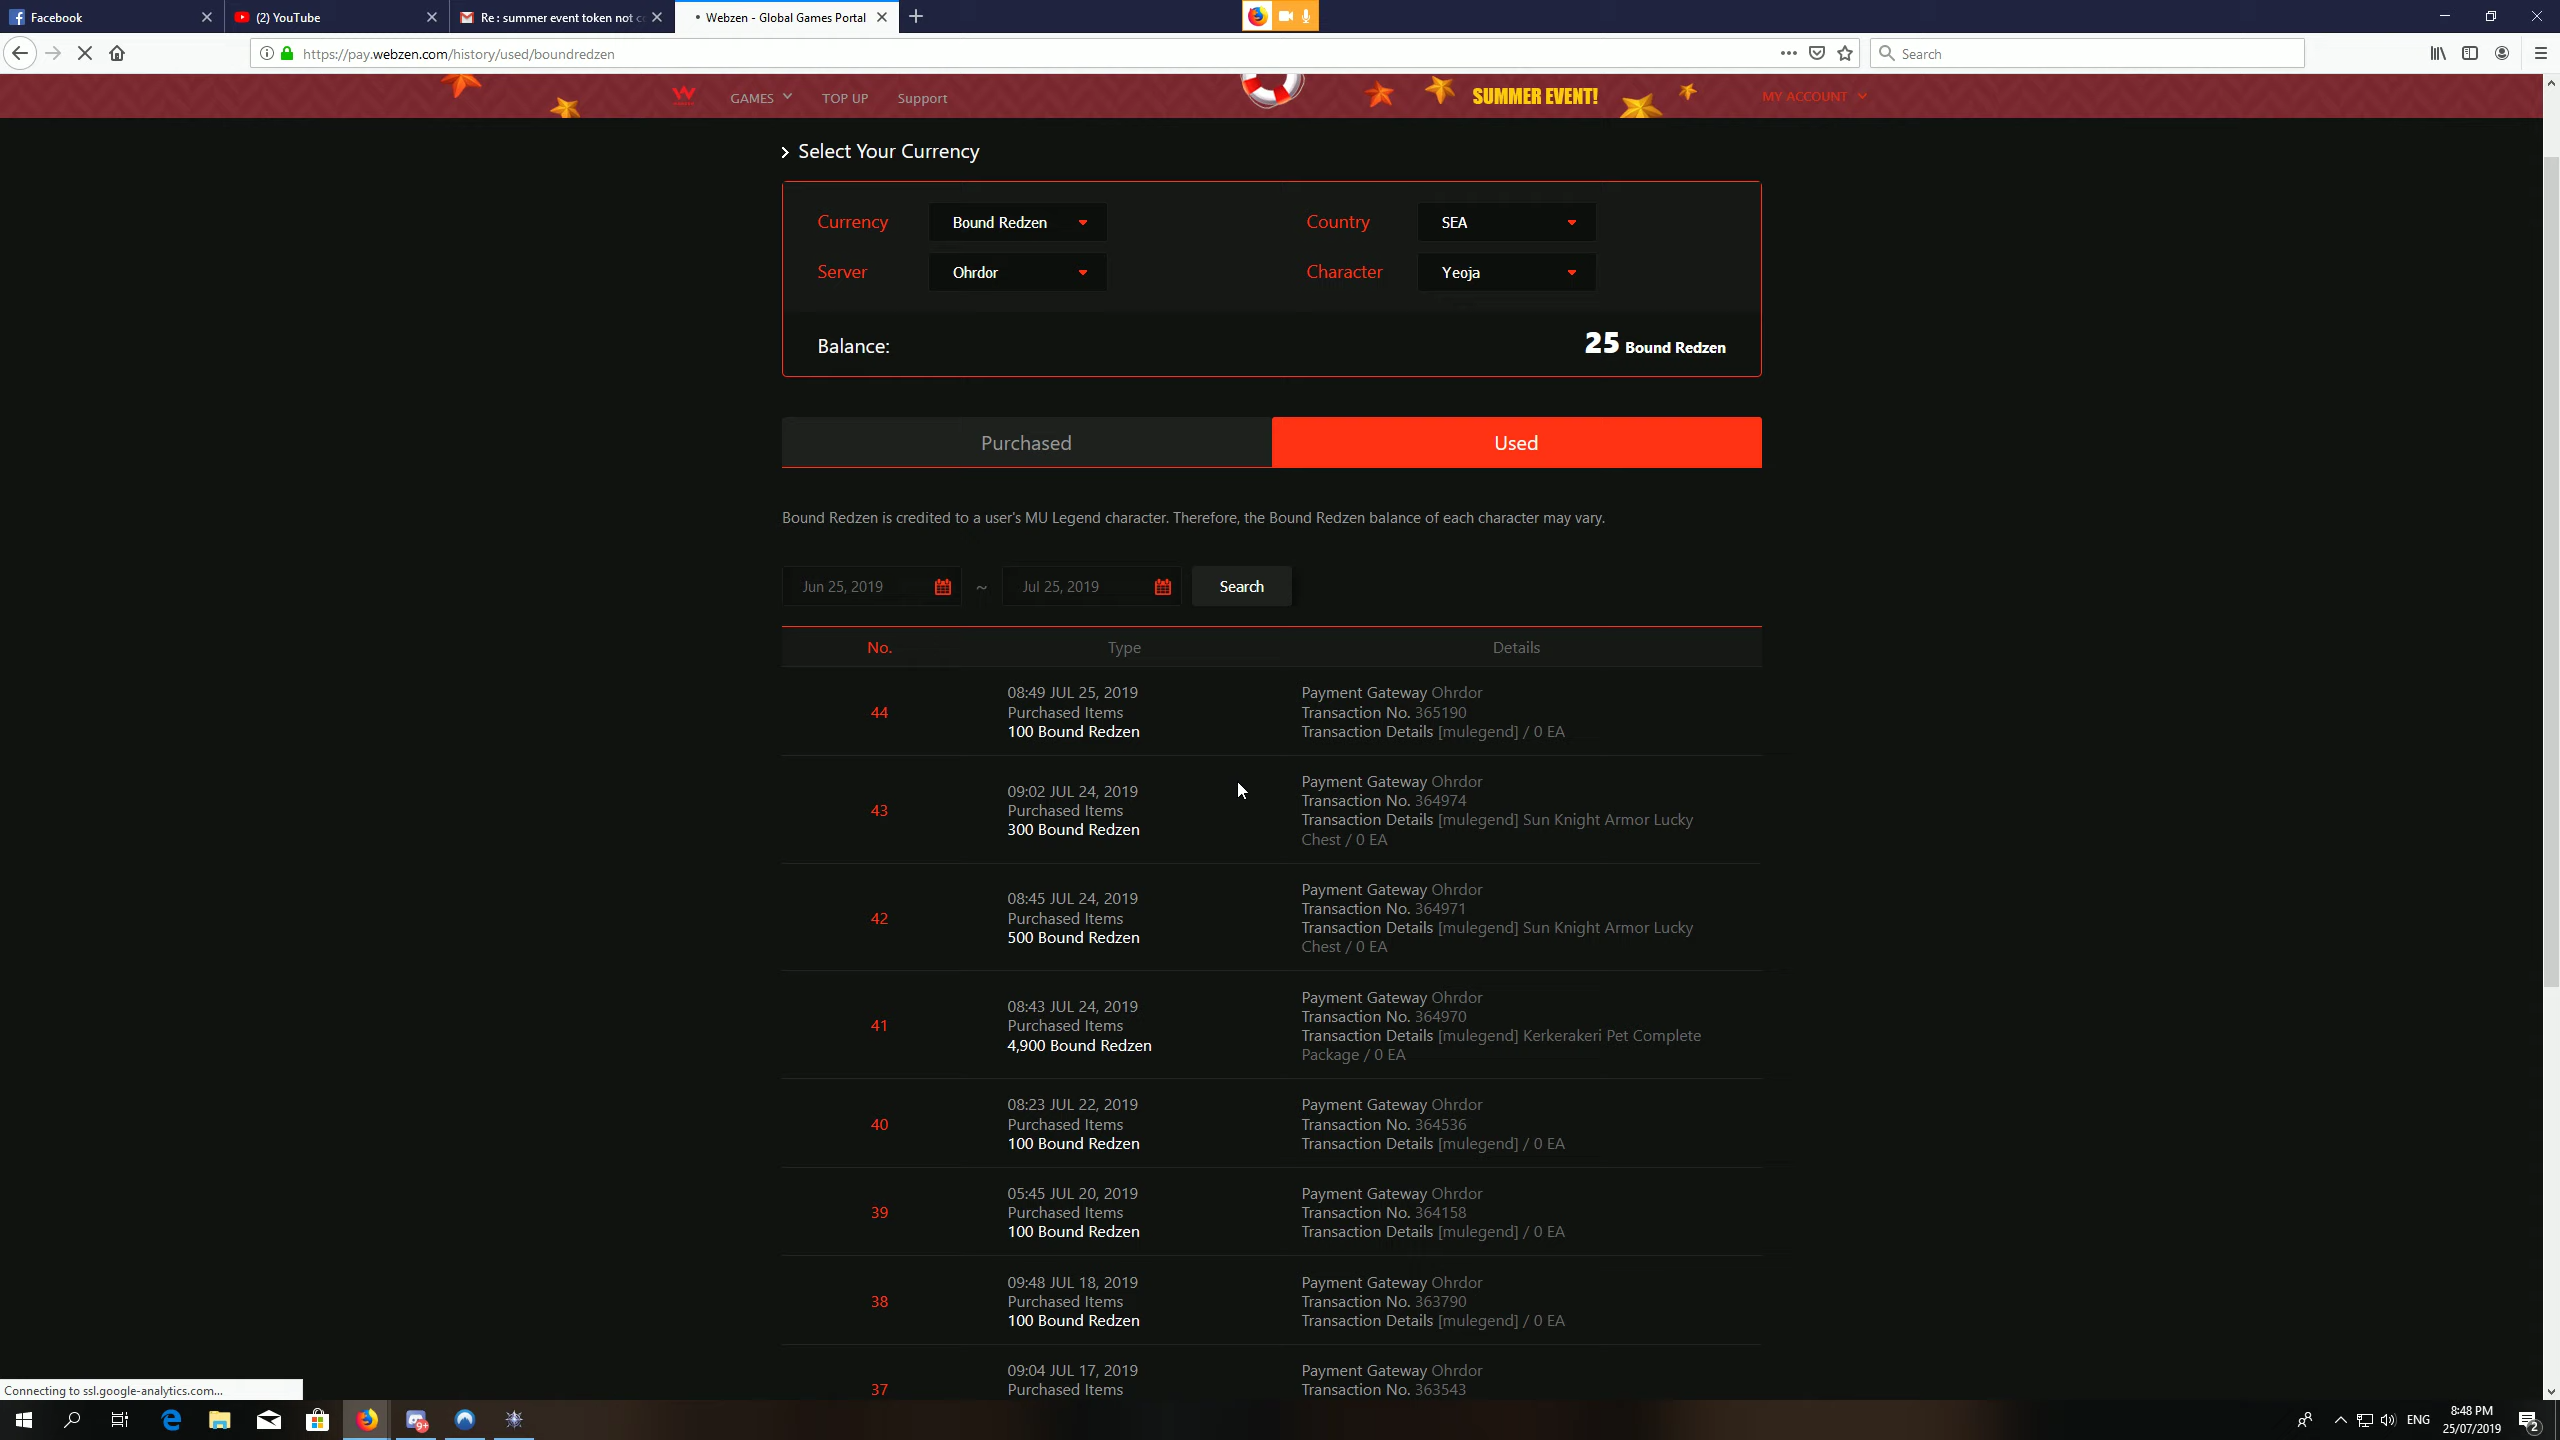 Facebook
(2) YouTube
Re : summer event token not c
Webzen - Global Games Portal
https://pay.webzen.com/history/used/boundredzen
Search
GAMES
TOP UP
Support
SUMMER EVENT!
MY ACCOUNT
Select Your Currency
Currency
Bound Redzen
Country
SEA
Server
Ohrdor
Character
Yeoja
Balance:
25 Bound Redzen
Purchased
Used
Bound Redzen is credited to a user's MU Legend character. Therefore, the Bound Redzen balance of each character may vary.
Jun 25, 2019
~
Jul 25, 2019
Search
No.
Type
Details
44
08:49 JUL 25, 2019
Purchased Items
100 Bound Redzen
Payment Gateway Ohrdor
Transaction No. 365190
Transaction Details [mulegend] / 0 EA
43
09:02 JUL 24, 2019
Purchased Items
300 Bound Redzen
Payment Gateway Ohrdor
Transaction No. 364974
Transaction Details [mulegend] Sun Knight Armor Lucky
Chest / 0 EA
42
08:45 JUL 24, 2019
Purchased Items
500 Bound Redzen
Payment Gateway Ohrdor
Transaction No. 364971
Transaction Details [mulegend] Sun Knight Armor Lucky
Chest / 0 EA
41
08:43 JUL 24, 2019
Purchased Items
4,900 Bound Redzen
Payment Gateway Ohrdor
Transaction No. 364970
Transaction Details [mulegend] Kerkerakeri Pet Complete
Package / 0 EA
40
08:23 JUL 22, 2019
Purchased Items
100 Bound Redzen
Payment Gateway Ohrdor
Transaction No. 364536
Transaction Details [mulegend] / 0 EA
39
05:45 JUL 20, 2019
Purchased Items
100 Bound Redzen
Payment Gateway Ohrdor
Transaction No. 364158
Transaction Details [mulegend] / 0 EA
38
09:48 JUL 18, 2019
Purchased Items
100 Bound Redzen
Payment Gateway Ohrdor
Transaction No. 363790
Transaction Details [mulegend] / 0 EA
37
09:04 JUL 17, 2019
Purchased Items
Payment Gateway Ohrdor
Transaction No. 363543
Connecting to ssl.google-analytics.com...
9+
ENG
8:48 PM
25/07/2019
2